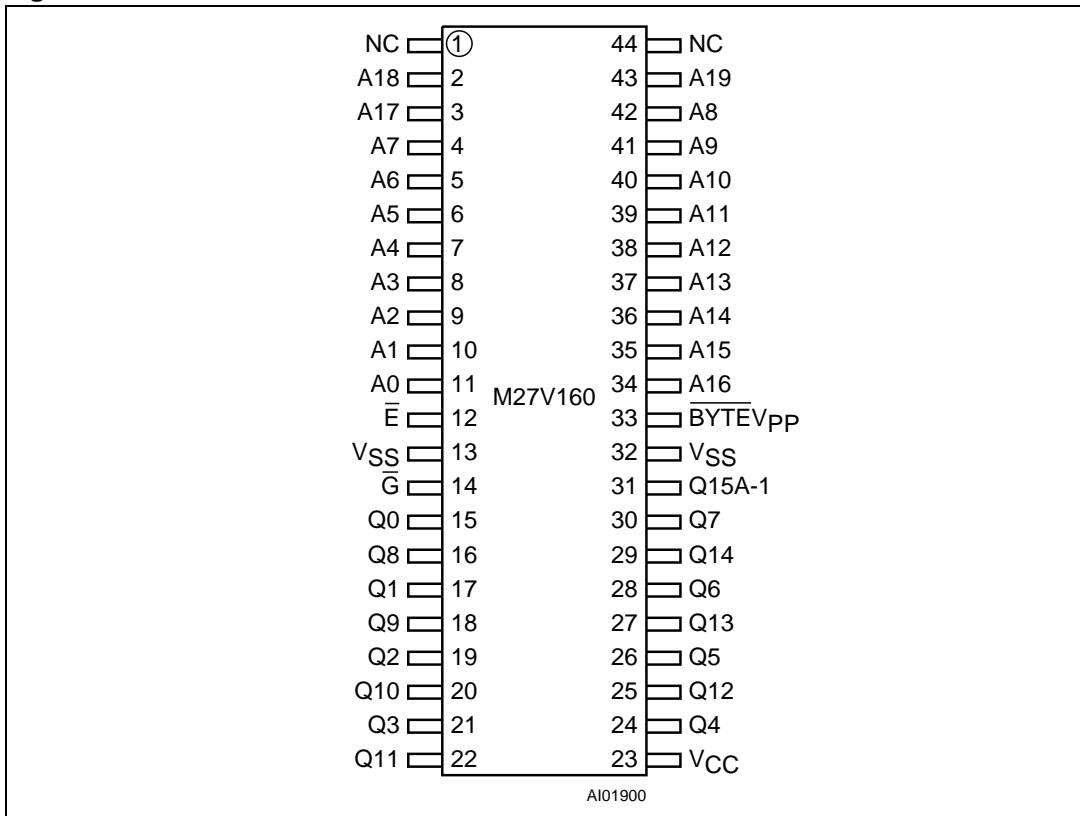 NC 1 44 NC
A18 2 43 A19
A17 3 42 A8
A7 4 41 A9
A6 5 40 A10
A5 6 39 A11
A4 7 38 A12
A3 8 37 A13
A2 9 36 A14
A1 10 35 A15
A0 11 M27V160 34 A16
E̅ 12 33 B̅Y̅T̅E̅VPP
VSS 13 32 VSS
G̅ 14 31 Q15A-1
Q0 15 30 Q7
Q8 16 29 Q14
Q1 17 28 Q6
Q9 18 27 Q13
Q2 19 26 Q5
Q10 20 25 Q12
Q3 21 24 Q4
Q11 22 23 VCC
AI01900